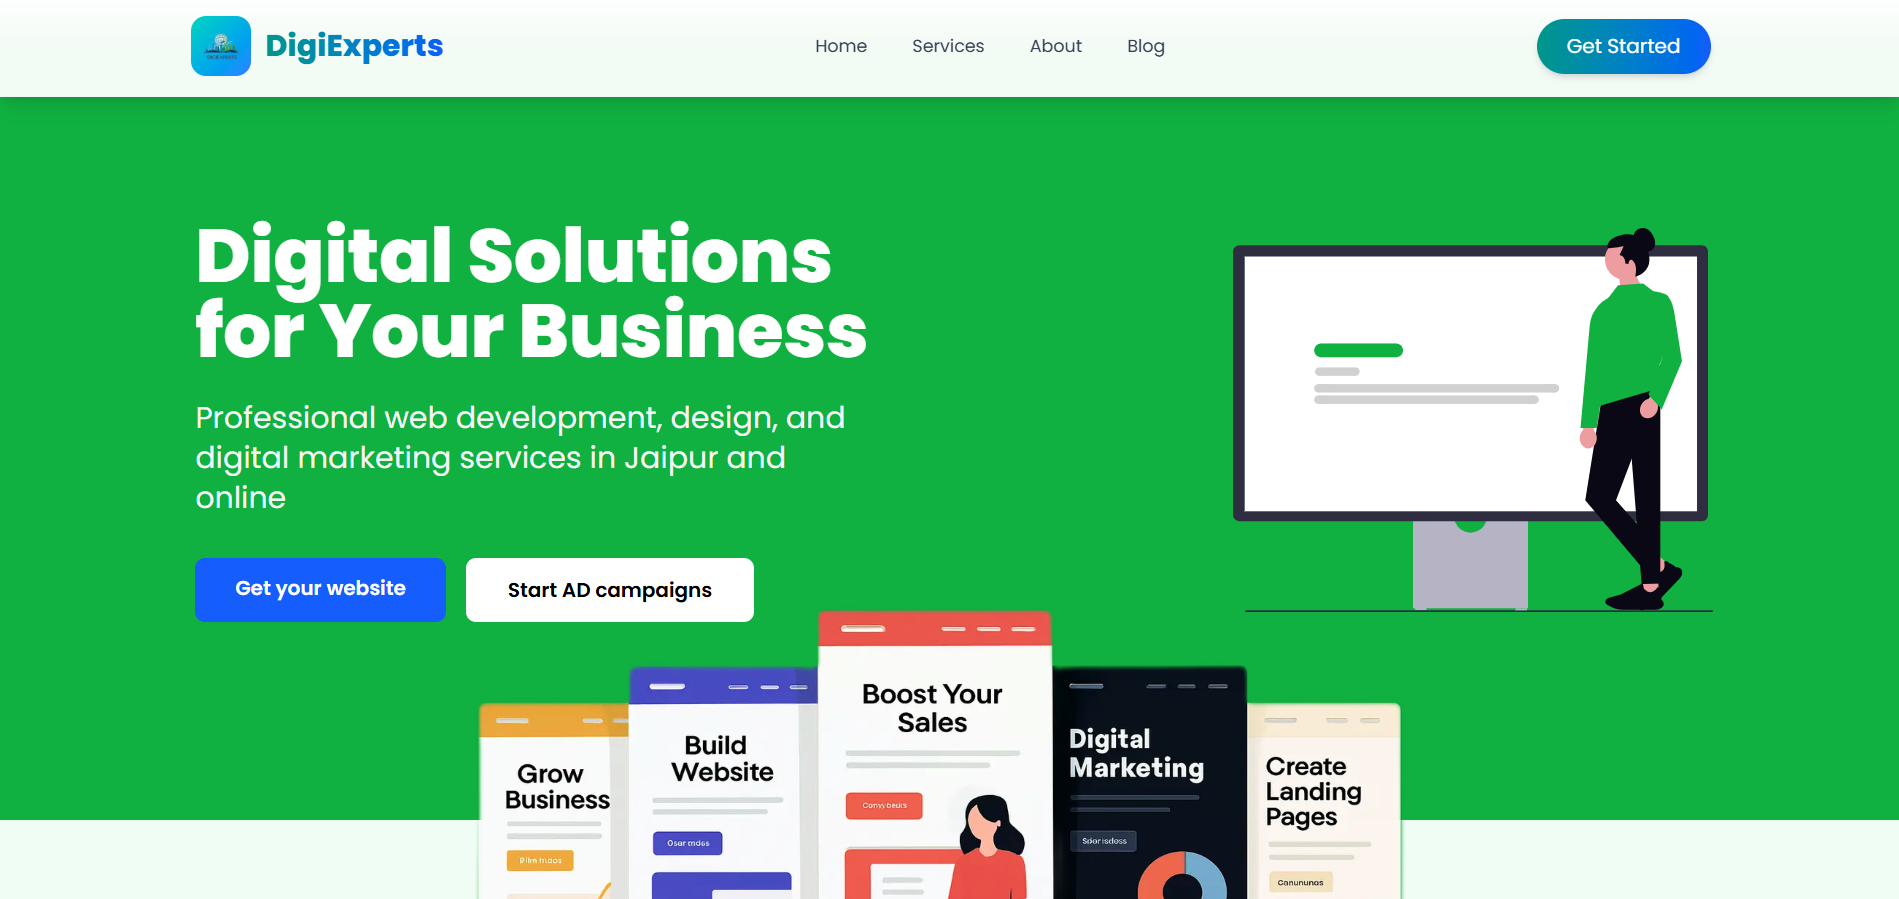 DigiExperts
Home
Services
About
Blog
Get Started
Digital Solutions
for Your Business
Professional web development, design, and
digital marketing services in Jaipur and
online
Get your website
Start AD campaigns
Grow
Business
Build
Website
Boost Your
Sales
Digital
Marketing
Create
Landing
Pages